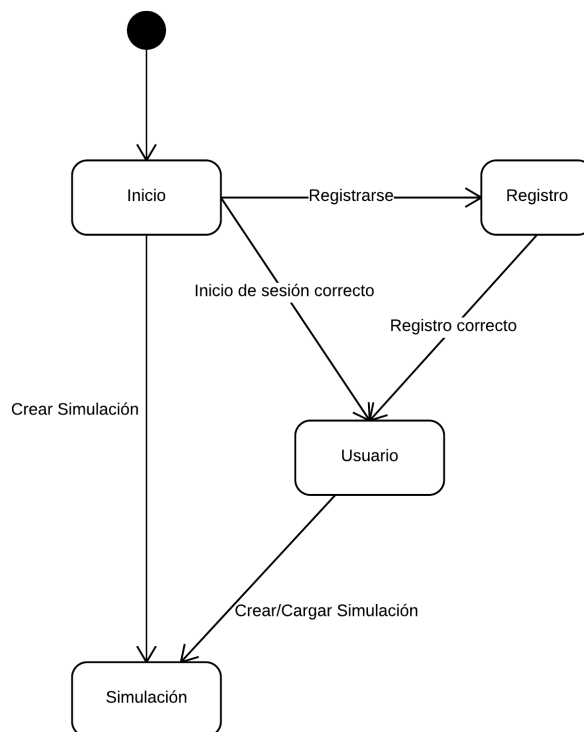 Inicio
Registrarse
Registro
Inicio de sesión correcto
Registro correcto
Crear Simulación
Usuario
Crear/Cargar Simulación
Simulación